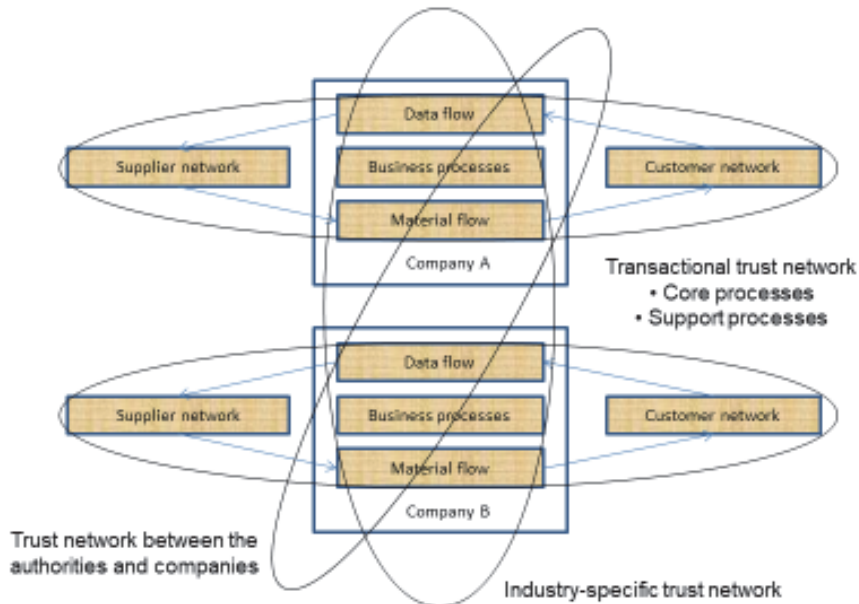 Data flow
Supplier network
Business processes
Customer network
Material flow
Company A
Transactional trust network
• Core processes
• Support processes
Data flow
Supplier network
Business processes
Customer network
Material flow
Company B
Trust network between the
authorities and companies
Industry-specific trust network